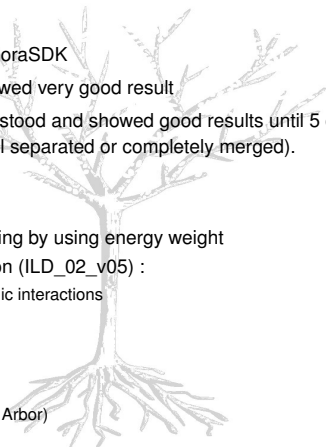 oraSDK
wed very good result
stood and showed good results until 5
l separated or completely merged).
ing by using energy weight
on (ILD_02_v05) :
ic interactions
Arbor)